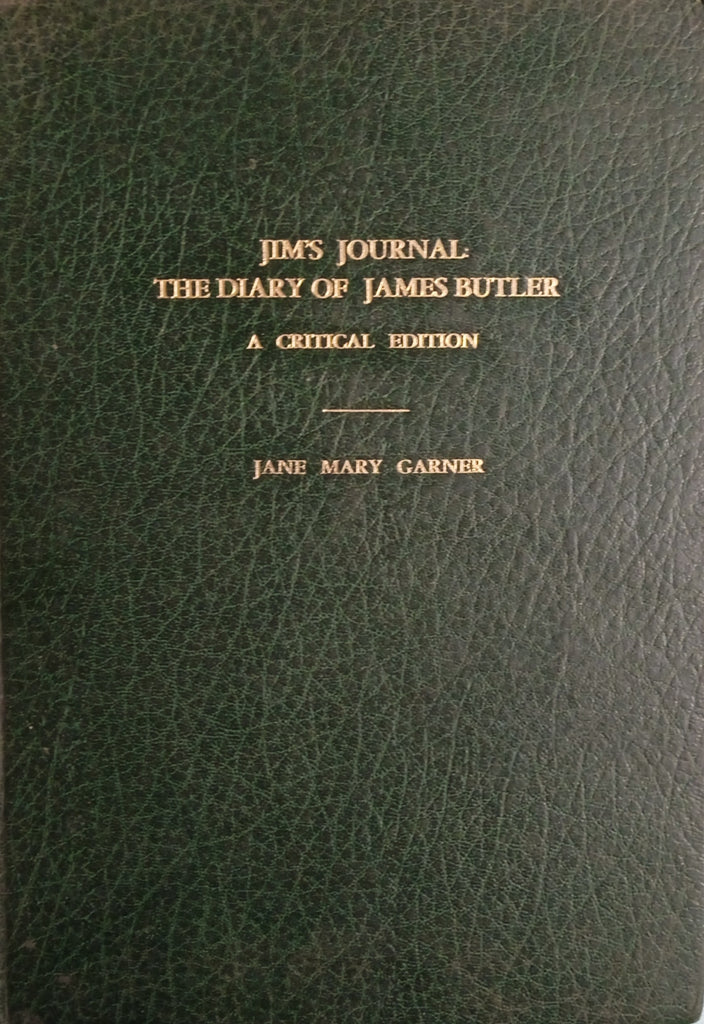 JIM'S JOURNAL:
THE DIARY OF JAMES BUTLER
A CRITICAL EDITION
JANE MARY GARNER